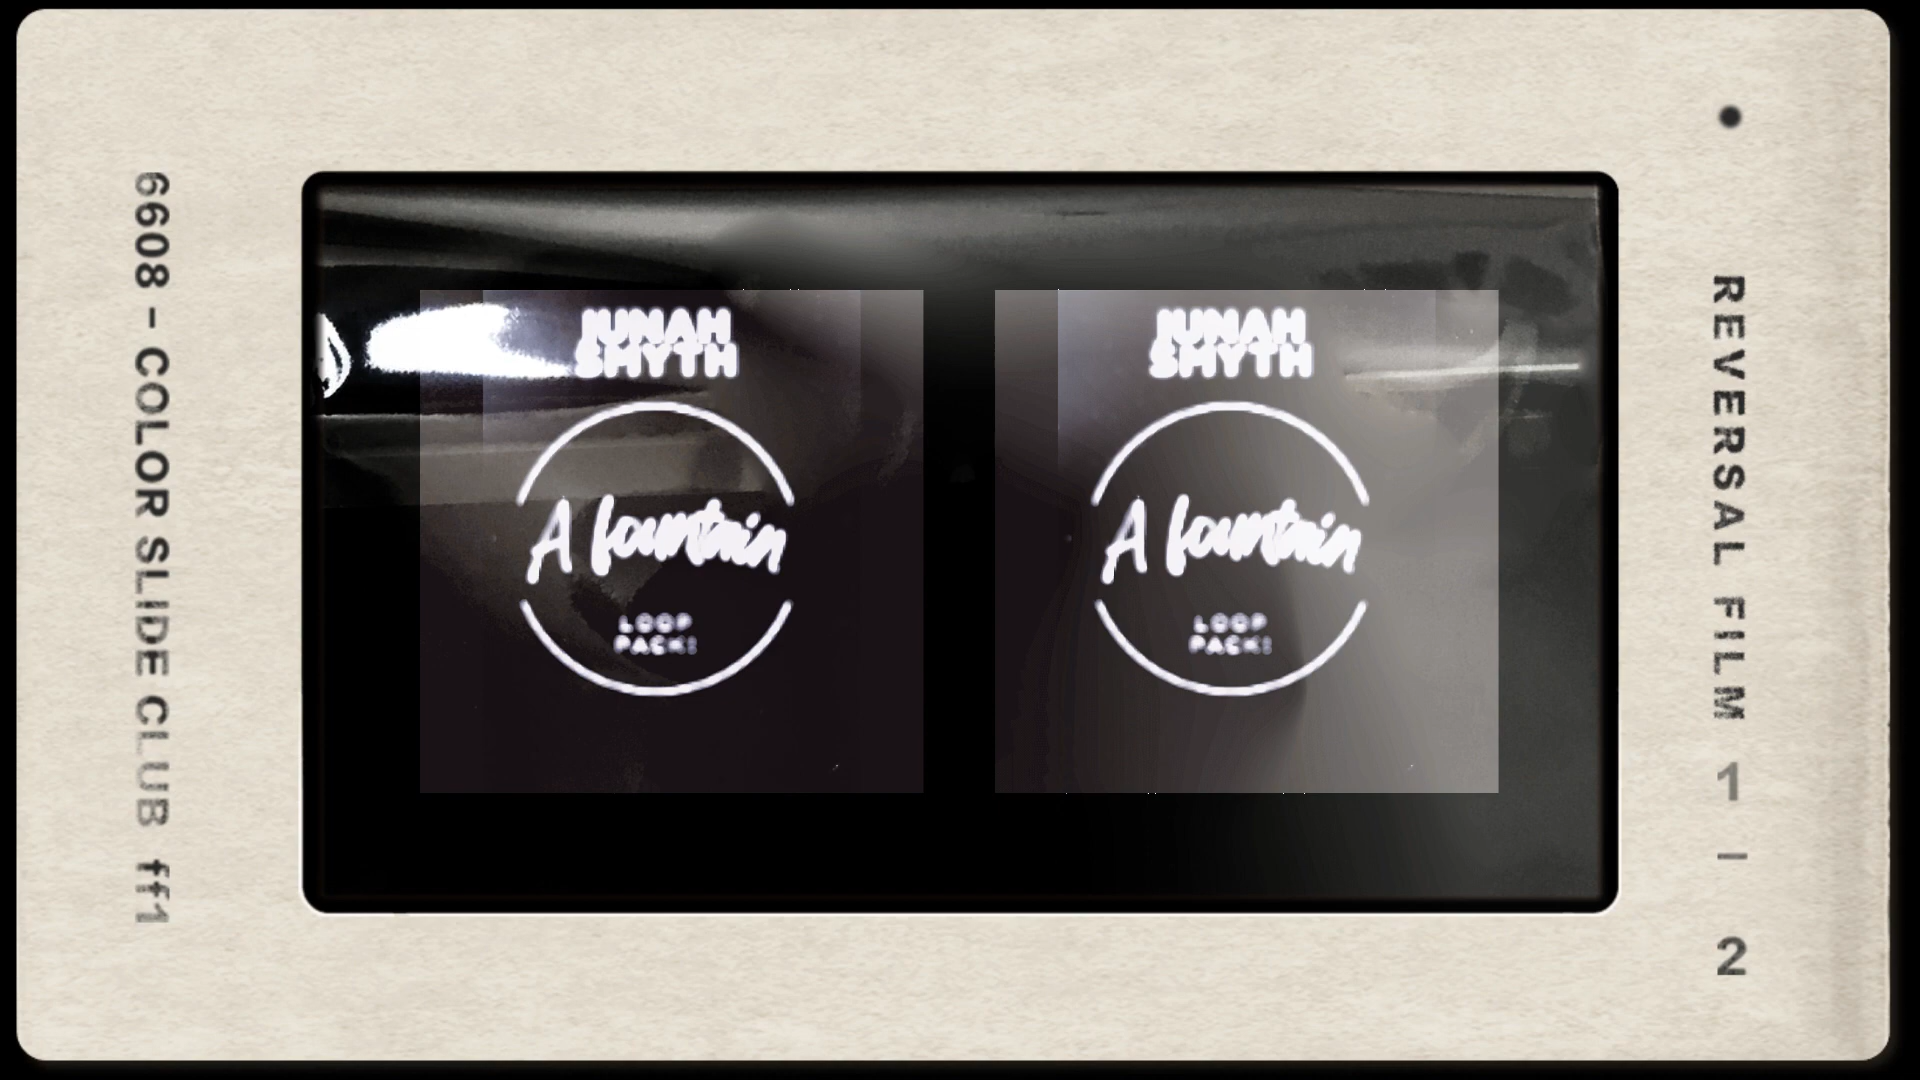 6608 - COLOR SLIDE CLUB ff1
JUNAH
SMYTH
A fountain
LOOP
PACK!
JUNAH
SMYTH
A fountain
LOOP
PACK!
REVERSAL FILM 1 - 2